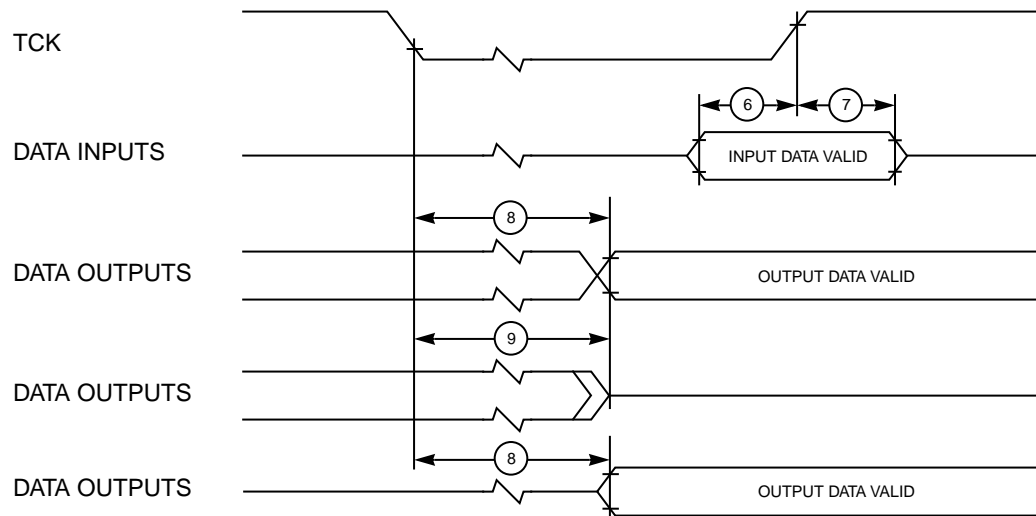 TCK
6
7
DATA INPUTS
INPUT DATA VALID
8
DATA OUTPUTS
OUTPUT DATA VALID
9
DATA OUTPUTS
8
DATA OUTPUTS
OUTPUT DATA VALID